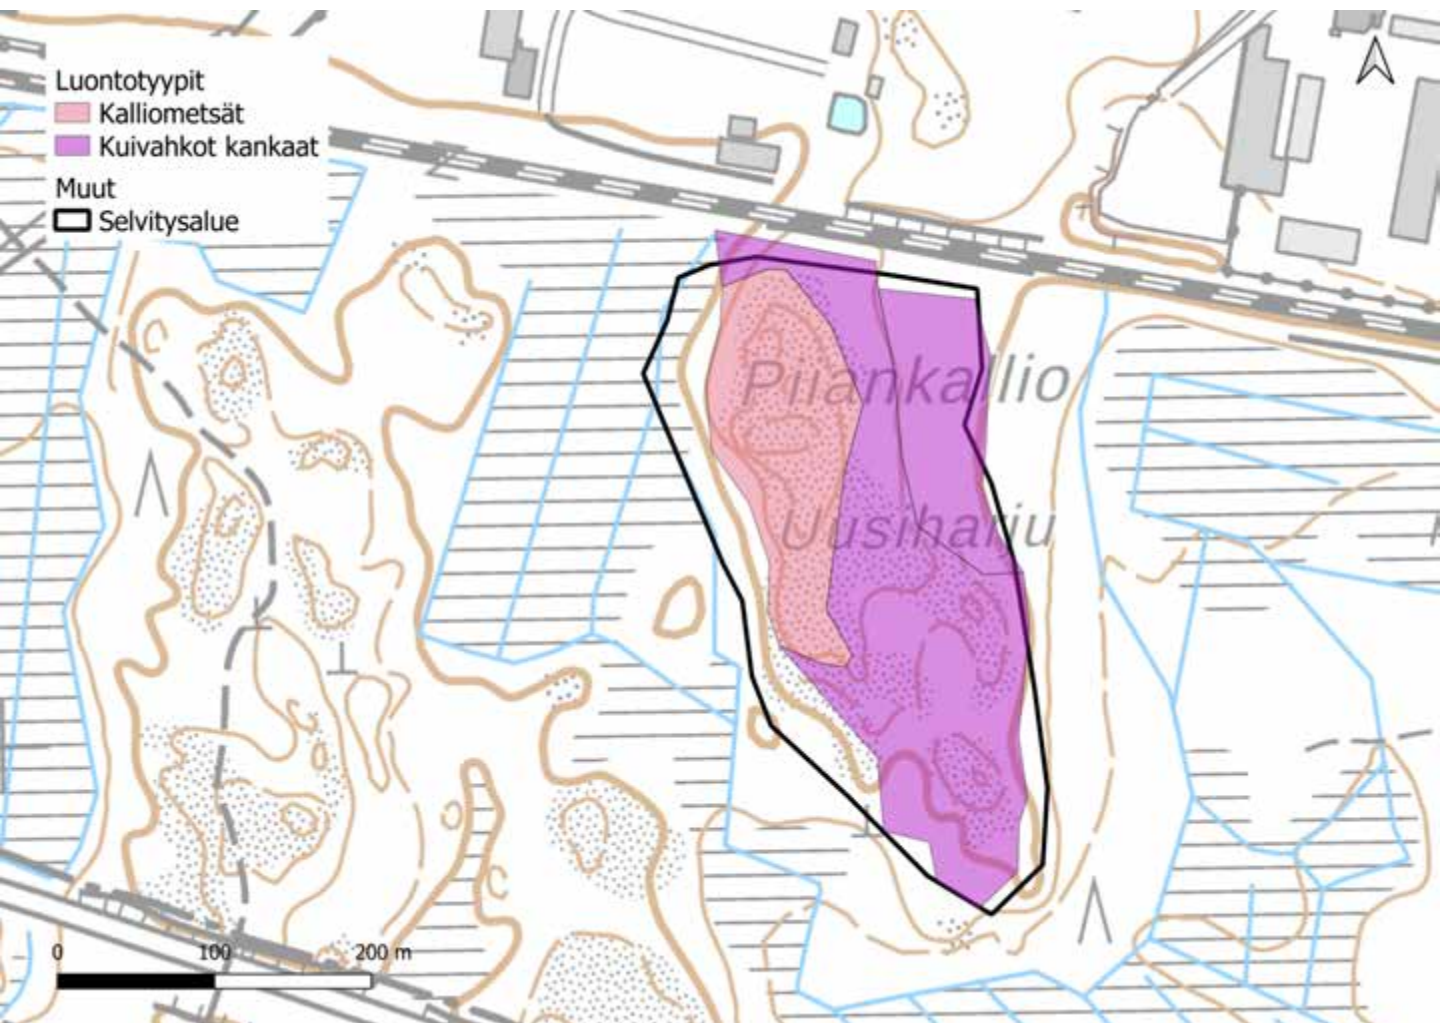 Luontotyypit
Kalliometsät
Kuivahkot kankaat
Muut
Selvitysalue
Piiankallio
Uusiharju
0 100 200 m